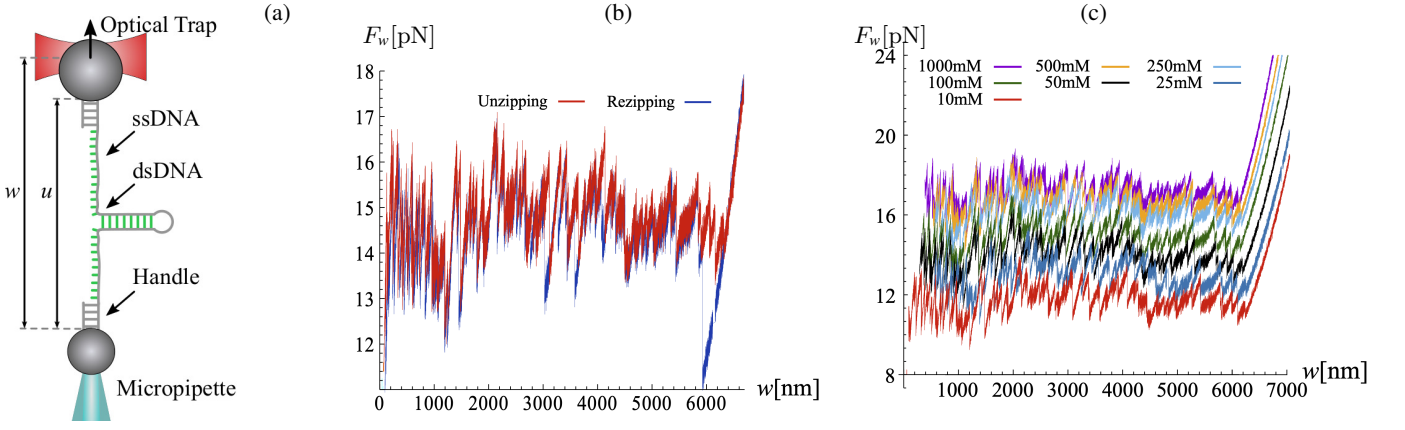 (a)
Optical Trap
ssDNA
dsDNA
w
u
Handle
Micropipette
(b)
F_w[pN]
18
17
16
15
14
13
12
Unzipping
Rezipping
0 1000 2000 3000 4000 5000 6000
w[nm]
(c)
F_w[pN]
24
20
16
12
8
1000mM 500mM 250mM
100mM 50mM 25mM
10mM
1000 2000 3000 4000 5000 6000 7000
w[nm]